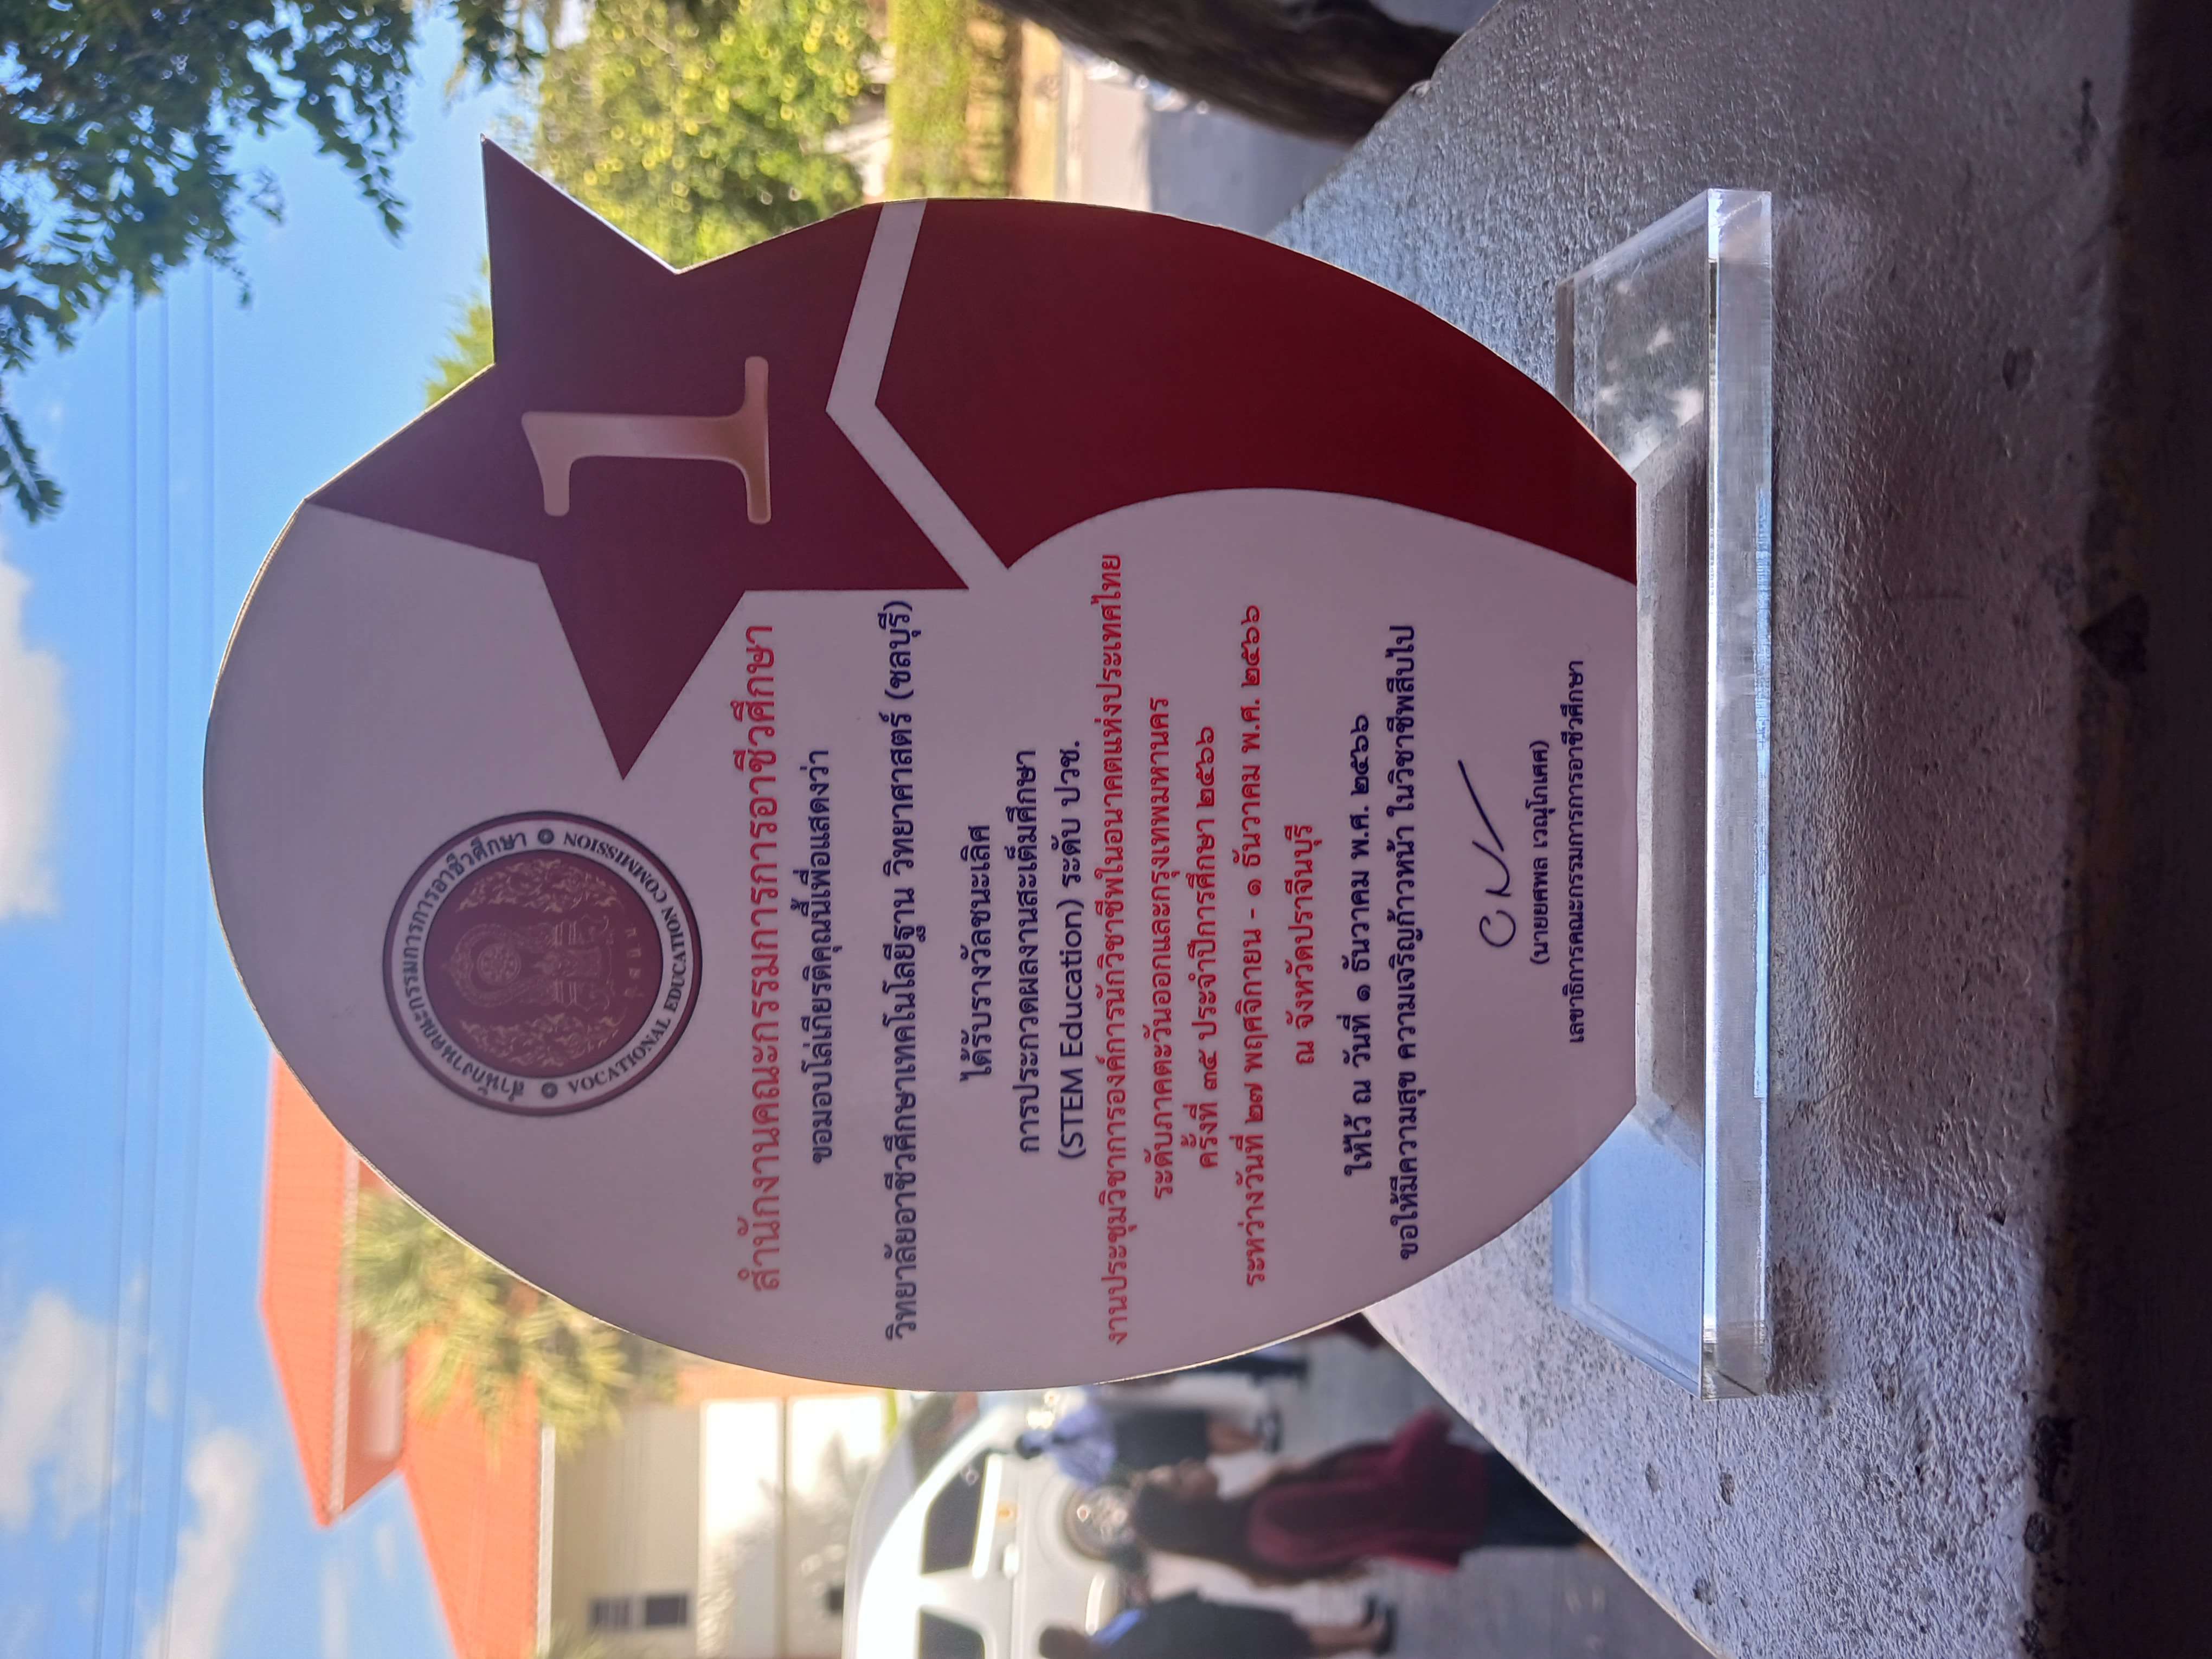 สำนักงานคณะกรรมการการอาชีวศึกษา
VOCATIONAL EDUCATION COMMISSION
1
สำนักงานคณะกรรมการการอาชีวศึกษา
ขอมอบโล่เกียรติคุณนี้เพื่อแสดงว่า
วิทยาลัยอาชีวศึกษาเทคโนโลยีฐาน วิทยาศาสตร์ (ชลบุรี)
ได้รับรางวัลชนะเลิศ
การประกวดผลงานสะเต็มศึกษา
(STEM Education) ระดับ ปวช.
งานประชุมวิชาการองค์การนักวิชาชีพในอนาคตแห่งประเทศไทย
ระดับภาคตะวันออกและกรุงเทพมหานคร
ครั้งที่ ๓๕ ประจำปีการศึกษา ๒๕๖๖
ระหว่างวันที่ ๒๗ พฤศจิกายน - ๑ ธันวาคม พ.ศ. ๒๕๖๖
ณ จังหวัดปราจีนบุรี
ให้ไว้ ณ วันที่ ๑ ธันวาคม พ.ศ. ๒๕๖๖
ขอให้มีความสุข ความเจริญก้าวหน้า ในวิชาชีพสืบไป
(นายยศพล เวณุโกเศศ)
เลขาธิการคณะกรรมการการอาชีวศึกษา